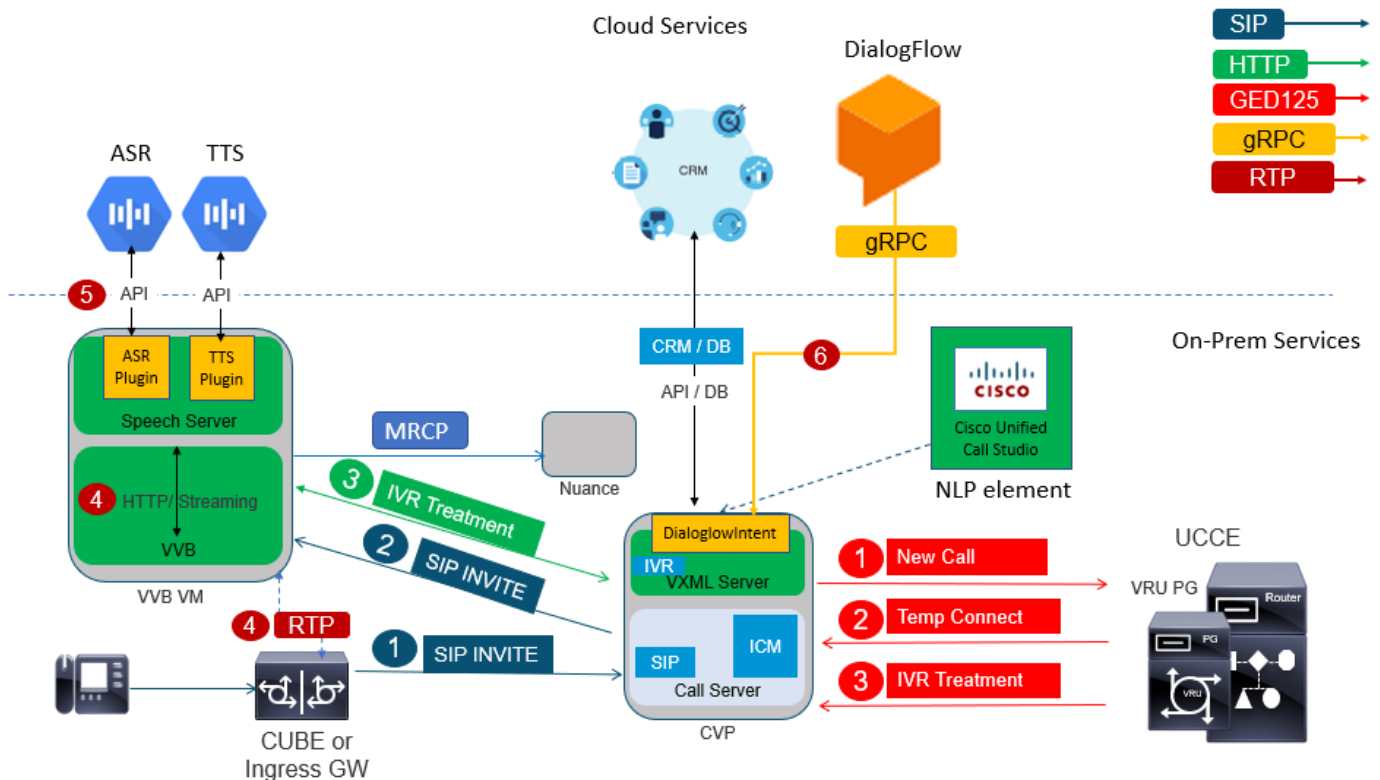 Cloud Services
DialogFlow
SIP
HTTP
GED125
gRPC
RTP
ASR
TTS
CRM
gRPC
5
API
API
On-Prem Services
ASR
Plugin
TTS
Plugin
Speech Server
CRM / DB
6
API / DB
CISCO
Cisco Unified
Call Studio
NLP element
MRCP
Nuance
4
HTTP/ Streaming
VVB
VVB VM
3
IVR Treatment
2
SIP INVITE
DialoglowIntent
IVR
VXML Server
SIP
ICM
Call Server
CVP
1
New Call
2
Temp Connect
3
IVR Treatment
UCCE
VRU PG
Router
PG
VRU
4
RTP
1
SIP INVITE
CUBE or
Ingress GW